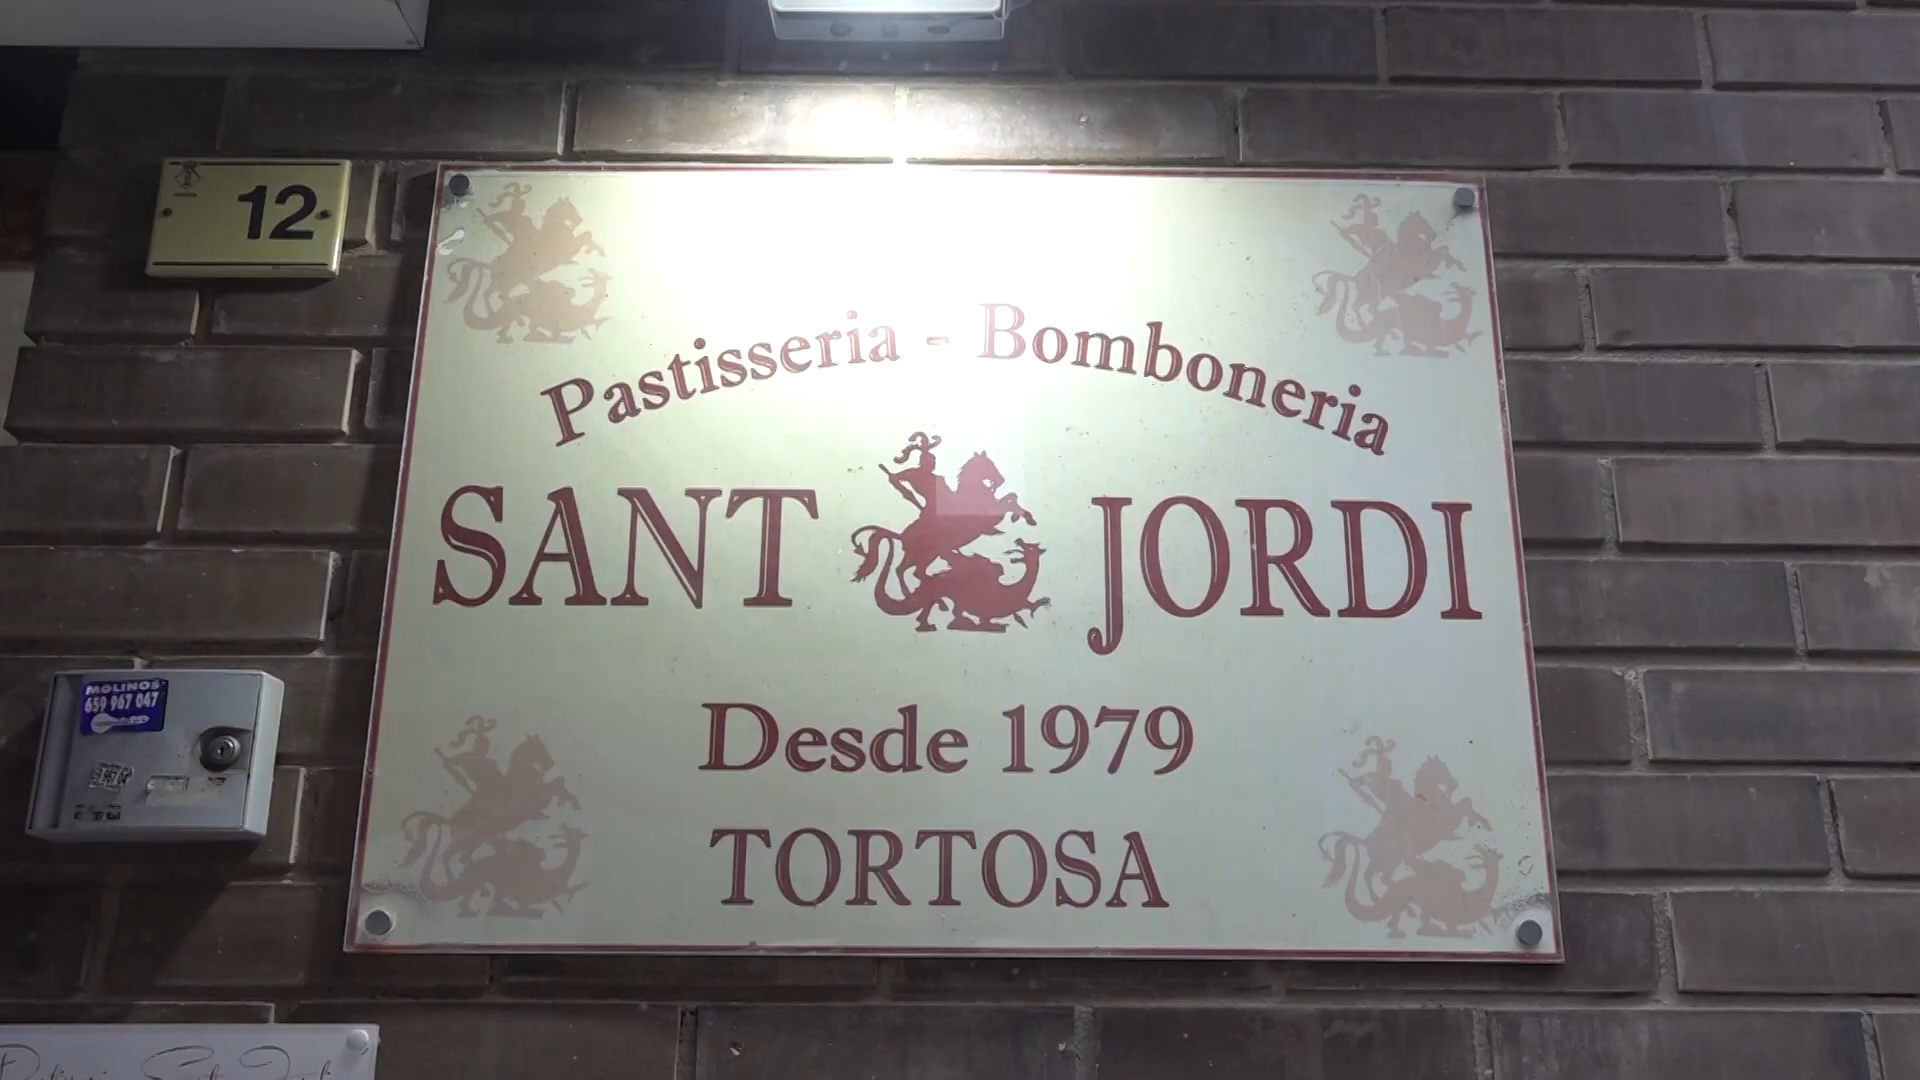 12
Pastisseria - Bomboneria
SANT JORDI
Desde 1979
TORTOSA
MOLINOS
659 967 047